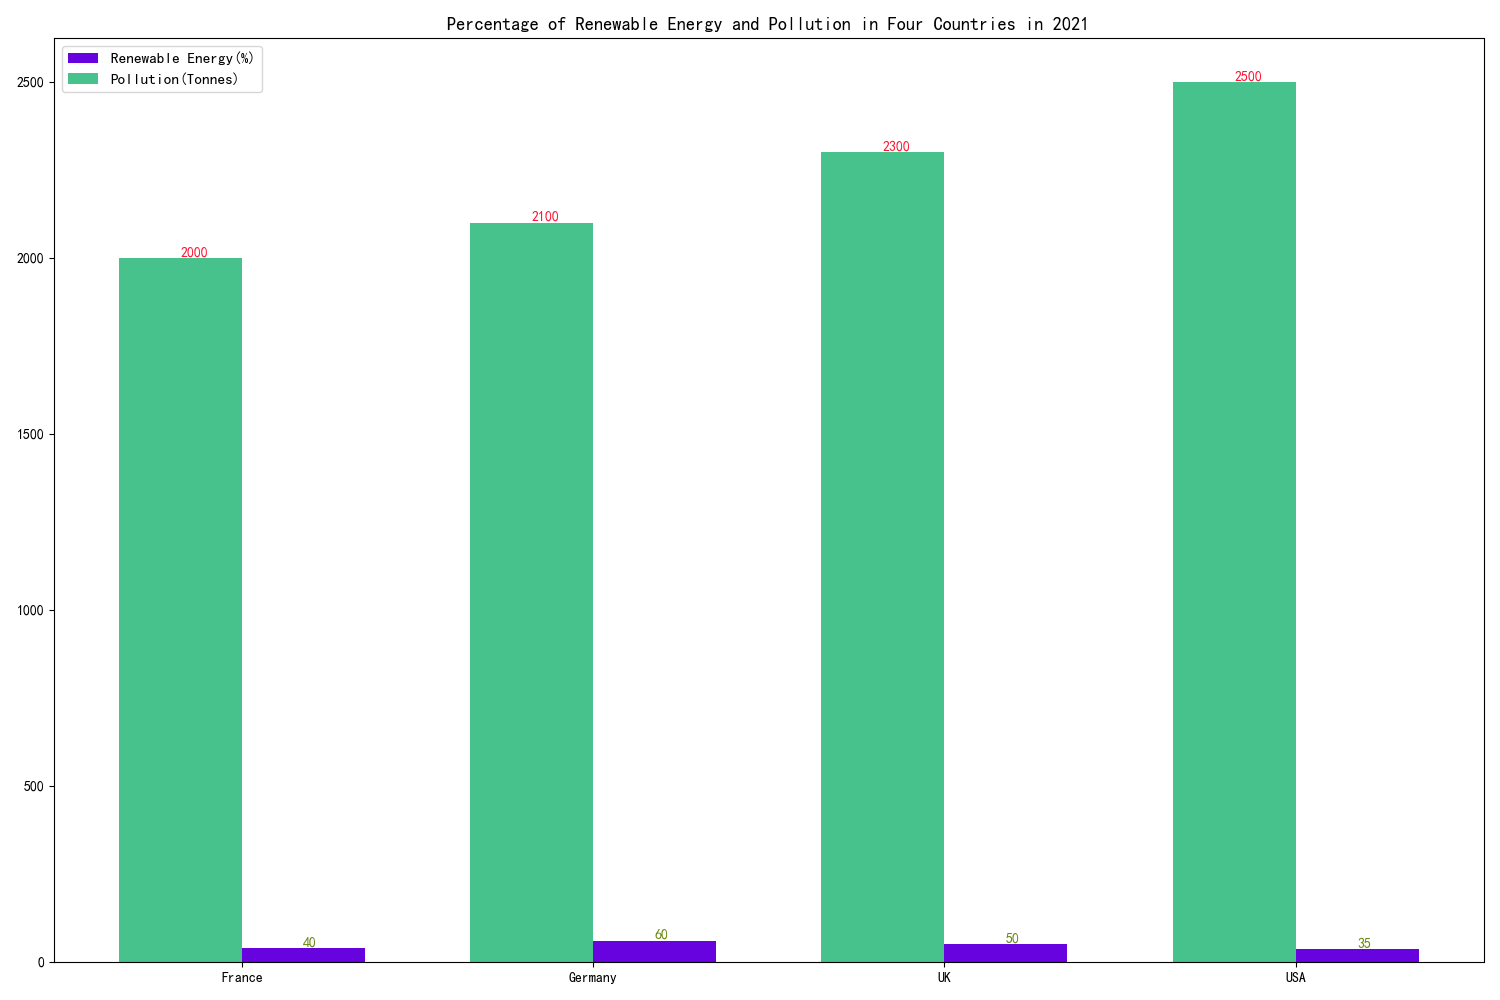 Percentage of Renewable Energy and Pollution in Four Countries in 2021
Renewable Energy(%)
Pollution(Tonnes)
2500
2000
1500
1000
500
0
2000
2100
2300
2500
40
60
50
35
France
Germany
UK
USA